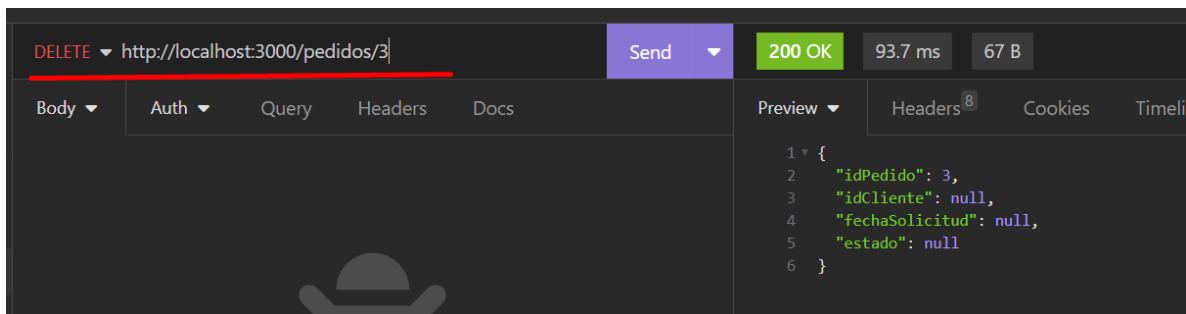 DELETE http://localhost:3000/pedidos/3 Send 200 OK 93.7 ms 67 B
Body Auth Query Headers Docs Preview Headers 8 Cookies Timeli
1 {
2 "idPedido": 3,
3 "idCliente": null,
4 "fechaSolicitud": null,
5 "estado": null
6 }